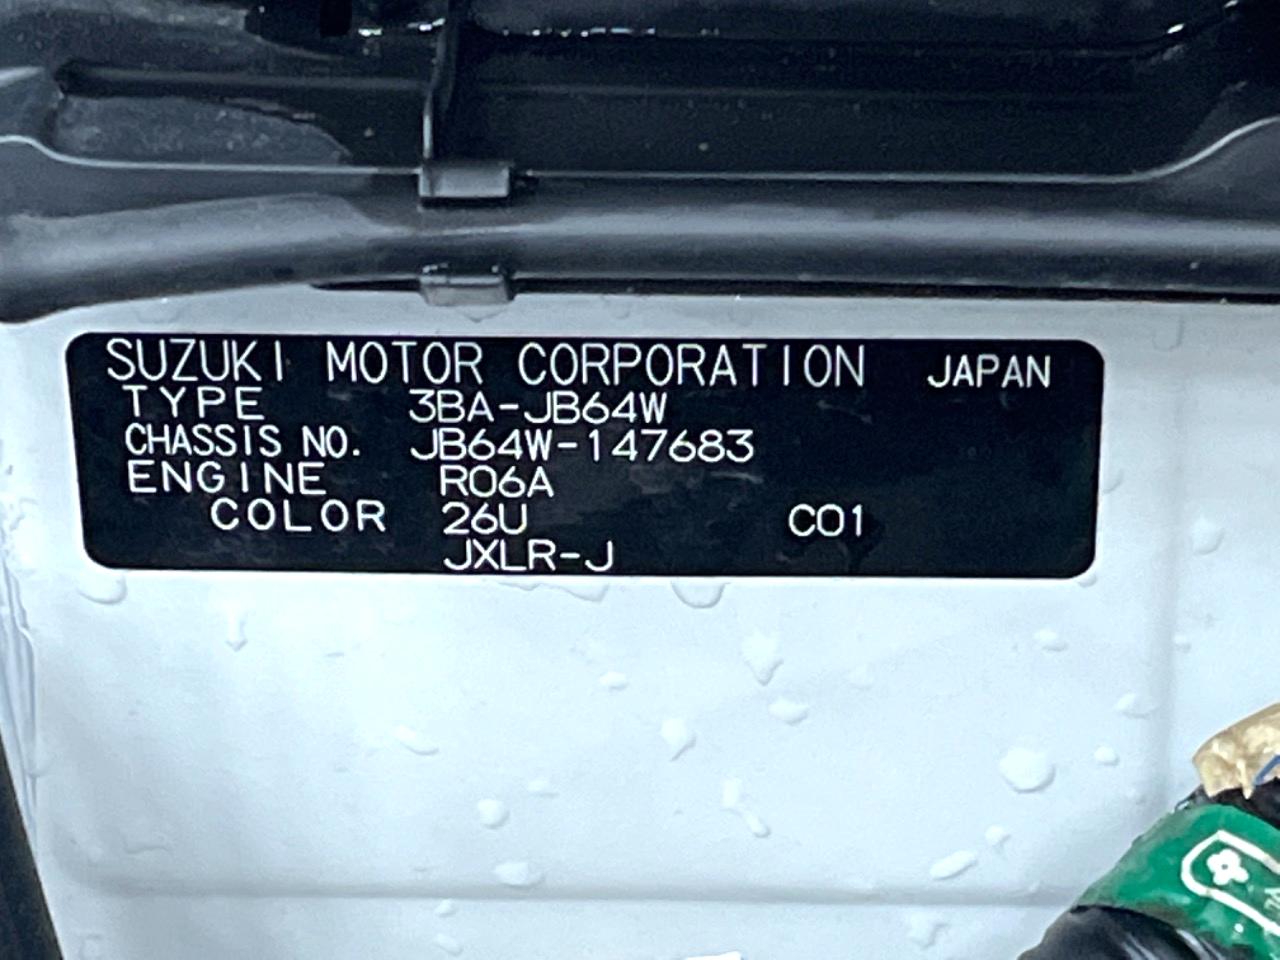 SUZUKI MOTOR CORPORATION JAPAN
TYPE 3BA-JB64W
CHASSIS NO. JB64W-147683
ENGINE R06A
COLOR 26U C01
JXLR-J